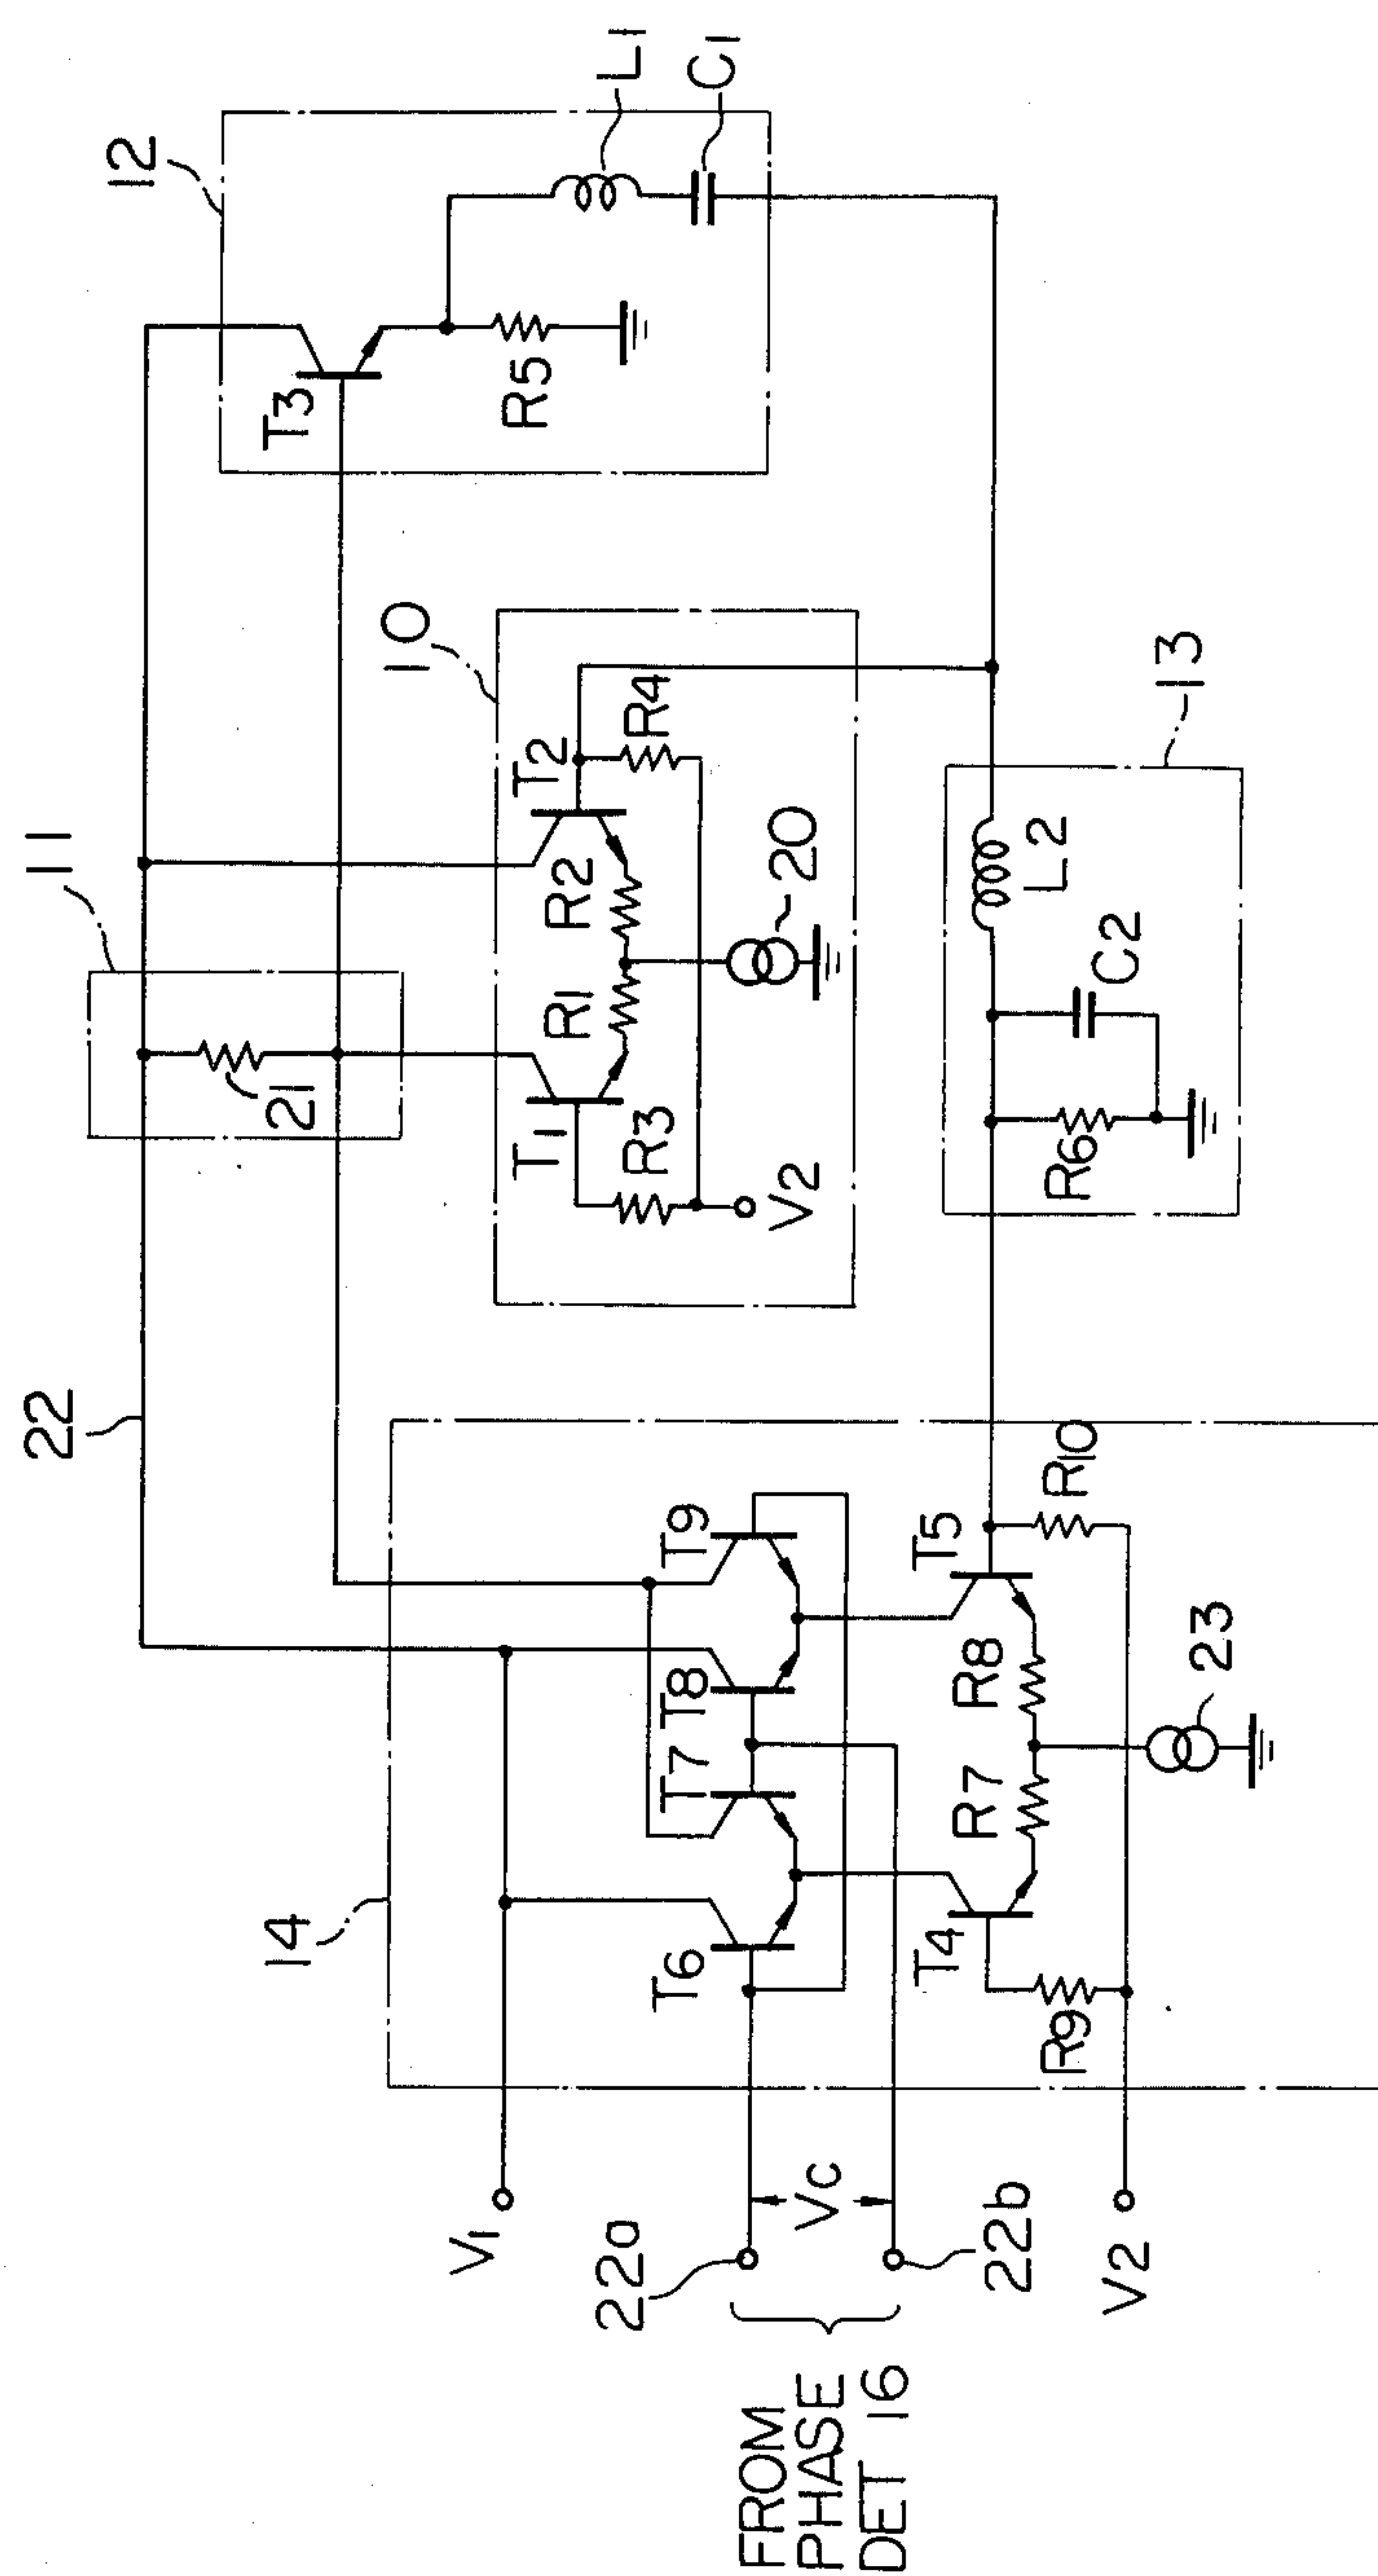 22
11
12
21
T3
R5
L1
C1
10
T1
R1
R2
T2
R3
R4
V2
20
14
V1
T6
T7
T8
T9
22a
VC
22b
FROM
PHASE
DET 16
T4
R7
R8
T5
R9
R10
23
V2
13
R6
C2
L2